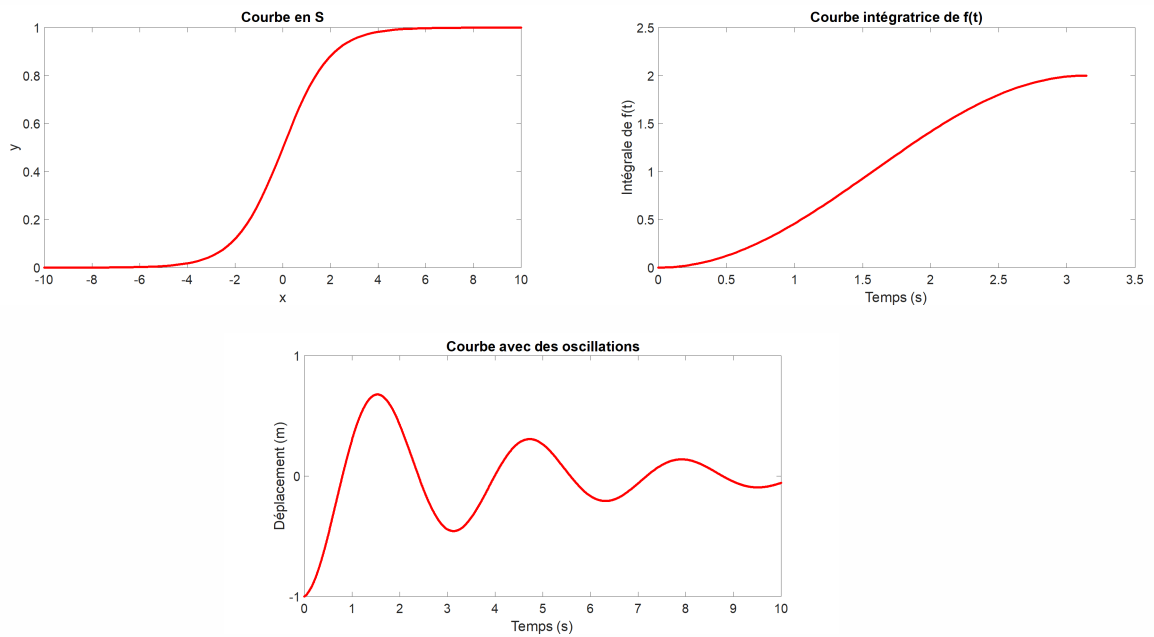 Courbe en S
1
0.8
0.6
0.4
0.2
0
y
-10 -8 -6 -4 -2 0 2 4 6 8 10
x
Courbe intégratrice de f(t)
2.5
2
1.5
1
0.5
0
Intégrale de f(t)
0 0.5 1 1.5 2 2.5 3 3.5
Temps (s)
Courbe avec des oscillations
1
0
-1
Déplacement (m)
0 1 2 3 4 5 6 7 8 9 10
Temps (s)